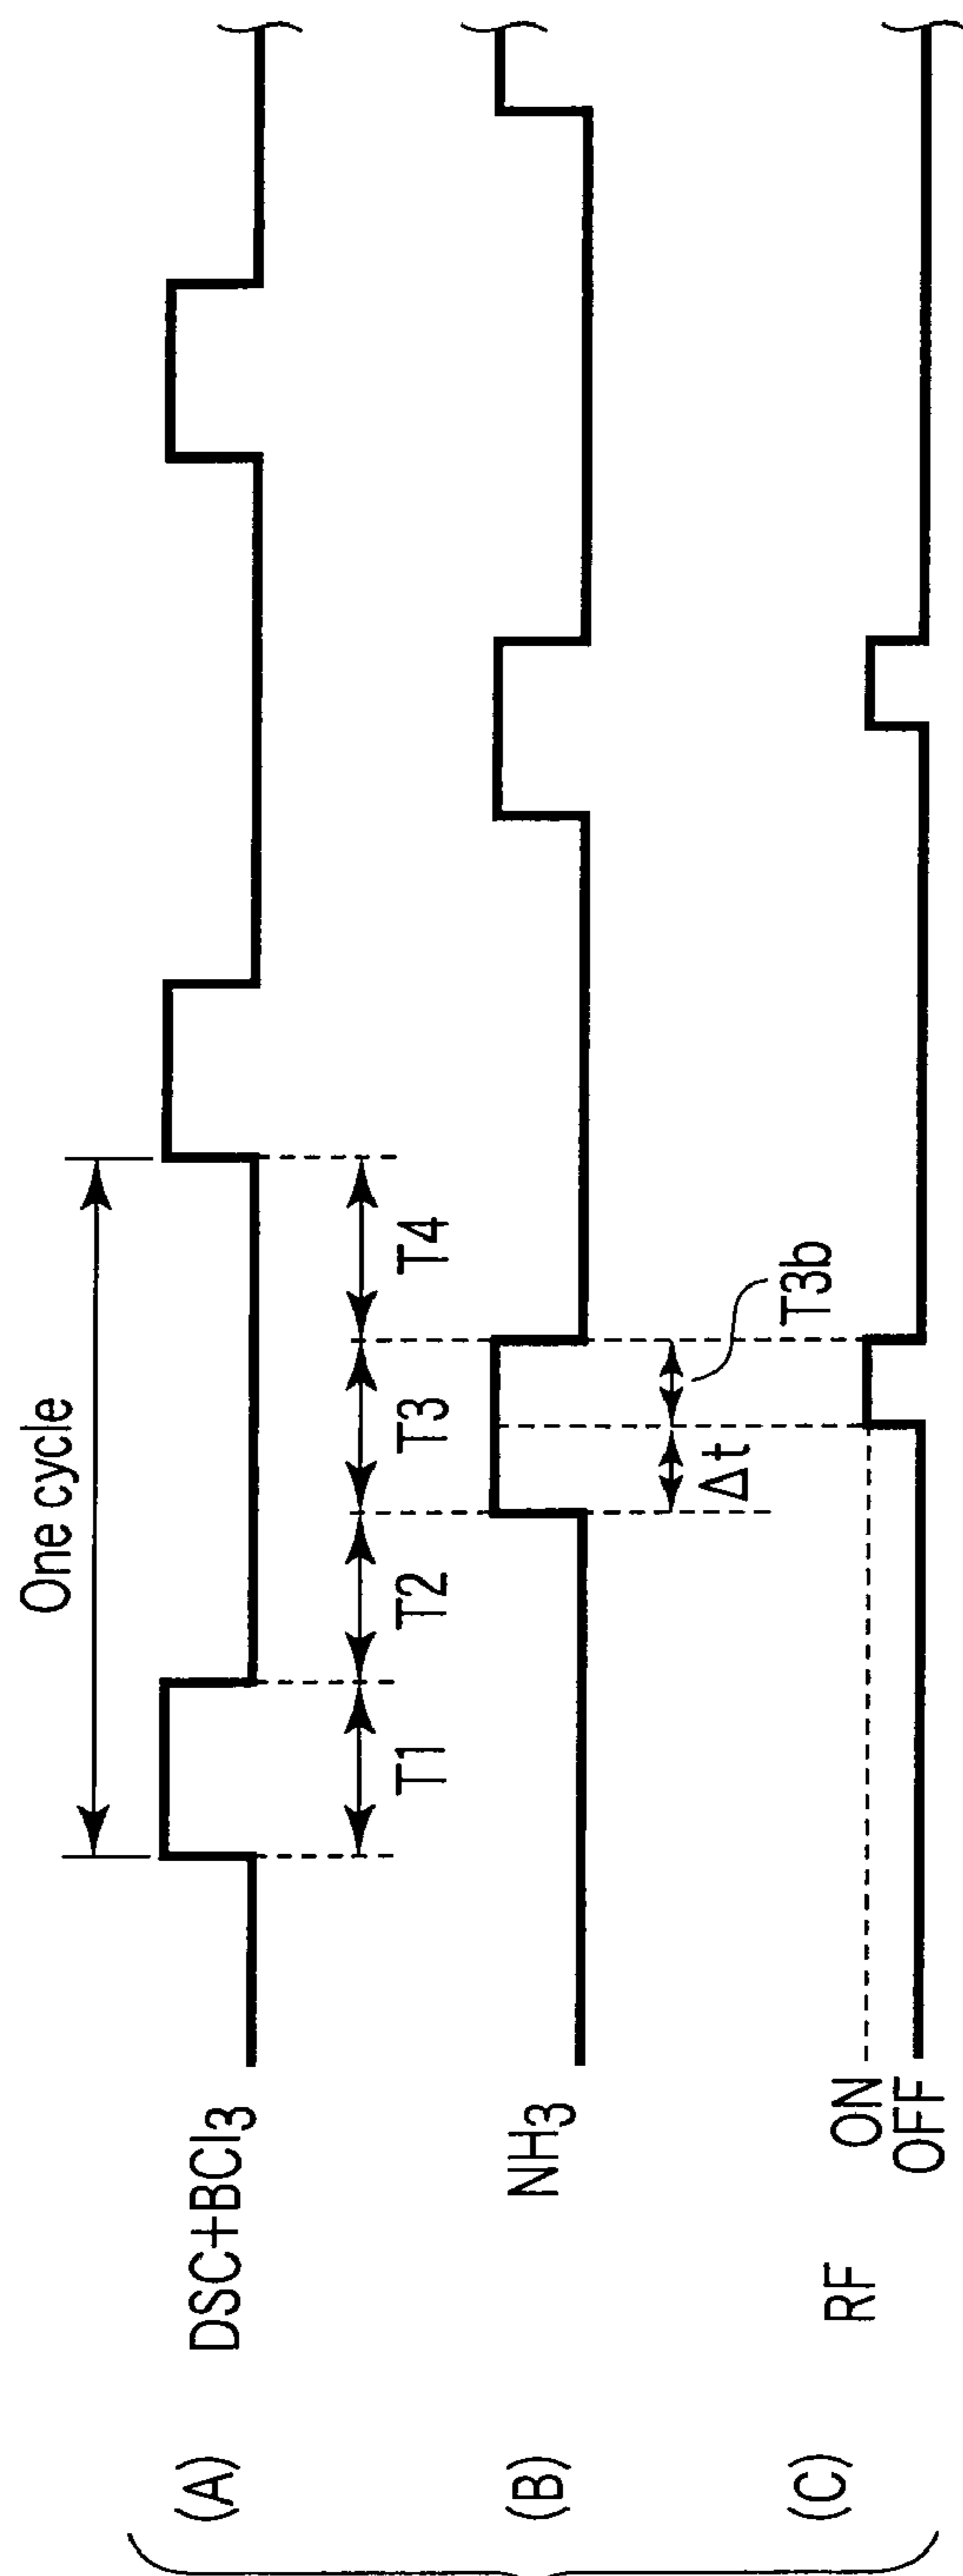 One cycle
(A) DSC+BCl3
T1 T2 T3 T4
(B) NH3
Δt T3b
(C) RF ON
OFF